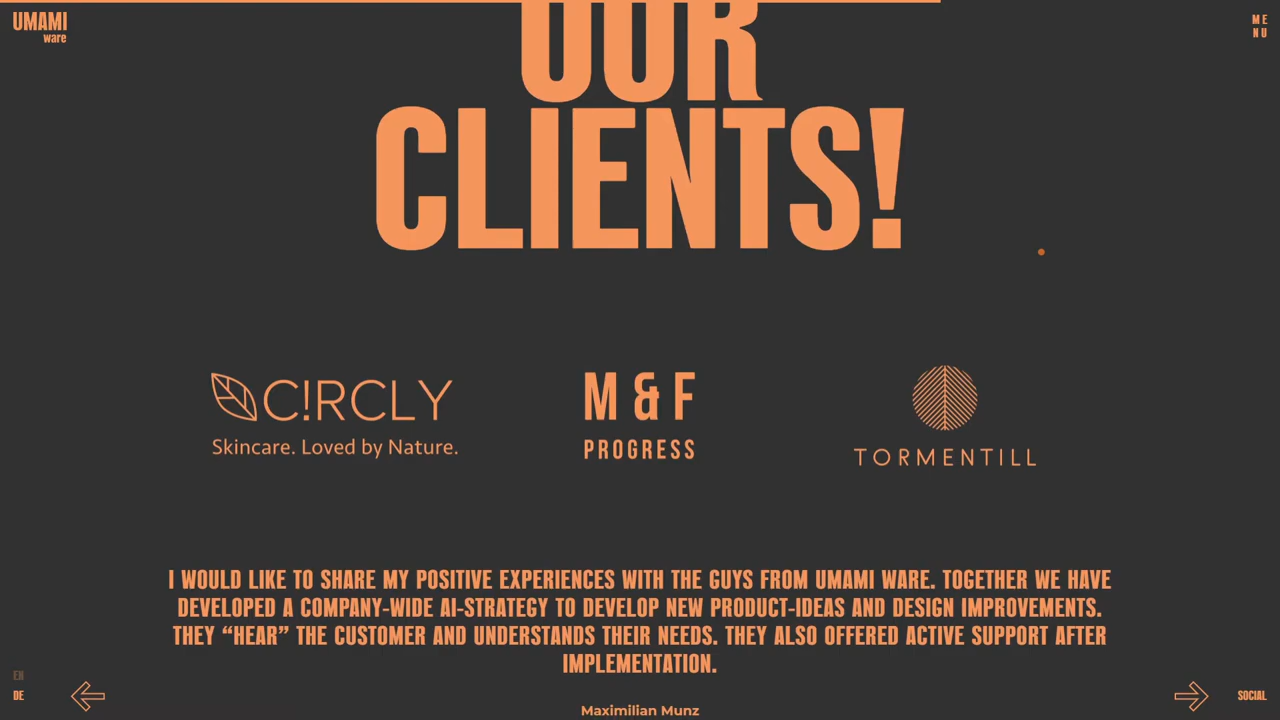 UMAMI
ware
ME
NU
OUR
CLIENTS!
C!RCLY
Skincare. Loved by Nature.
M & F
PROGRESS
TORMENTILL
I WOULD LIKE TO SHARE MY POSITIVE EXPERIENCES WITH THE GUYS FROM UMAMI WARE. TOGETHER WE HAVE
DEVELOPED A COMPANY-WIDE AI-STRATEGY TO DEVELOP NEW PRODUCT-IDEAS AND DESIGN IMPROVEMENTS.
THEY “HEAR” THE CUSTOMER AND UNDERSTANDS THEIR NEEDS. THEY ALSO OFFERED ACTIVE SUPPORT AFTER
IMPLEMENTATION.
Maximilian Munz
EN
DE
SOCIAL